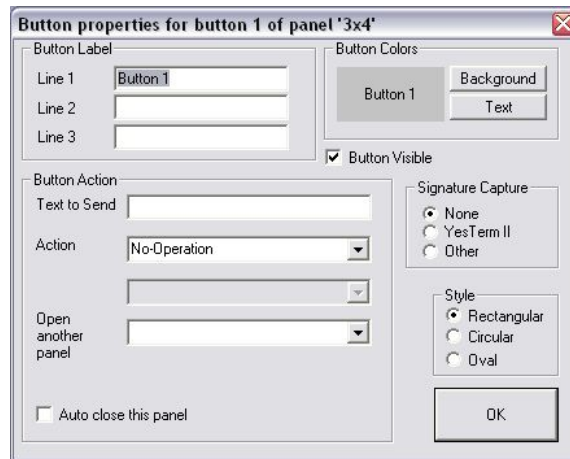 Button properties for button 1 of panel '3x4'
Button Label
Line 1 Button 1
Line 2
Line 3
Button Colors
Button 1
Background
Text
Button Visible
Button Action
Text to Send
Action No-Operation
Open
another
panel
Auto close this panel
Signature Capture
None
YesTerm II
Other
Style
Rectangular
Circular
Oval
OK